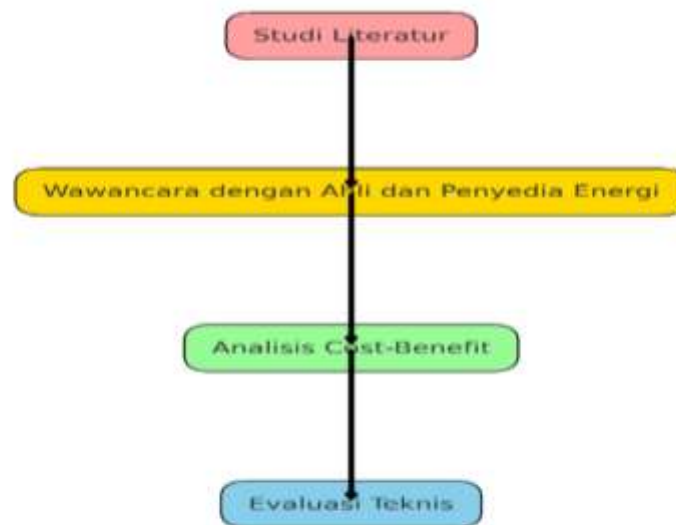 Studi Literatur
Wawancara dengan Ahli dan Penyedia Energi
Analisis Cost-Benefit
Evaluasi Teknis